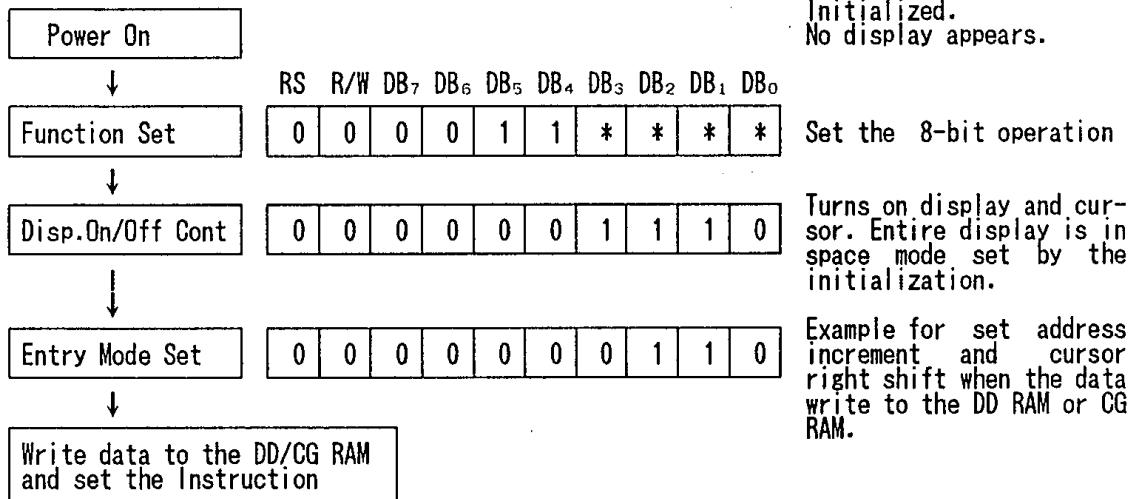 Initialized.
Power On
No display appears.
↓
RS R/W DB₇ DB₆ DB₅ DB₄ DB₃ DB₂ DB₁ DB₀
Function Set 0 0 0 0 1 1 * * * * Set the 8-bit operation
↓
Turns on display and cur-
Disp.On/Off Cont 0 0 0 0 0 0 1 1 1 0 sor. Entire display is in
space mode set by the
initialization.
↓
Example for set address
Entry Mode Set 0 0 0 0 0 0 0 1 1 0 increment and cursor
right shift when the data
write to the DD RAM or CG
RAM.
↓
Write data to the DD/CG RAM
and set the Instruction